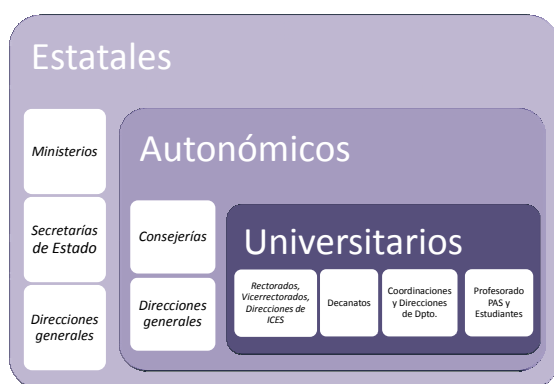 Estatales
Ministerios
Secretarías
de Estado
Direcciones
generales
Autonómicos
Consejerías
Direcciones
generales
Universitarios
Rectorados,
Vicerrectorados,
Direcciones de
ICES
Decanatos
Coordinaciones
y Direcciones
de Dpto.
Profesorado
PAS y
Estudiantes